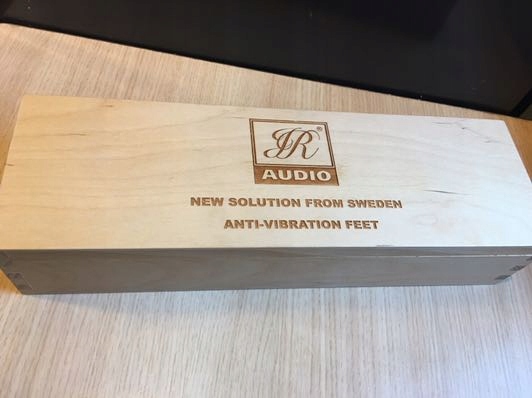 JR®
AUDIO
NEW SOLUTION FROM SWEDEN
ANTI-VIBRATION FEET